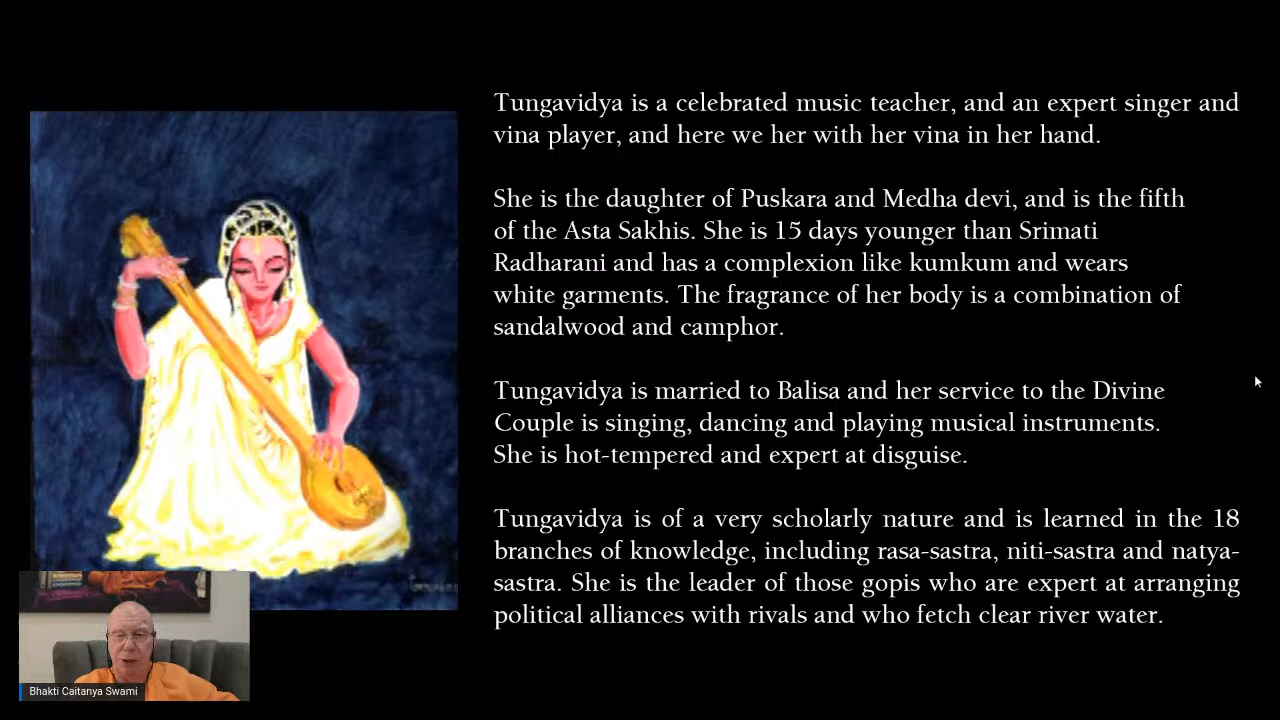 Tungavidya is a celebrated music teacher, and an expert singer and
vina player, and here we her with her vina in her hand.
She is the daughter of Puskara and Medha devi, and is the fifth
of the Asta Sakhis. She is 15 days younger than Srimati
Radharani and has a complexion like kumkum and wears
white garments. The fragrance of her body is a combination of
sandalwood and camphor.
Tungavidya is married to Balisa and her service to the Divine
Couple is singing, dancing and playing musical instruments.
She is hot-tempered and expert at disguise.
Tungavidya is of a very scholarly nature and is learned in the 18
branches of knowledge, including rasa-sastra, niti-sastra and natya-
sastra. She is the leader of those gopis who are expert at arranging
political alliances with rivals and who fetch clear river water.
Bhakti Caitanya Swami